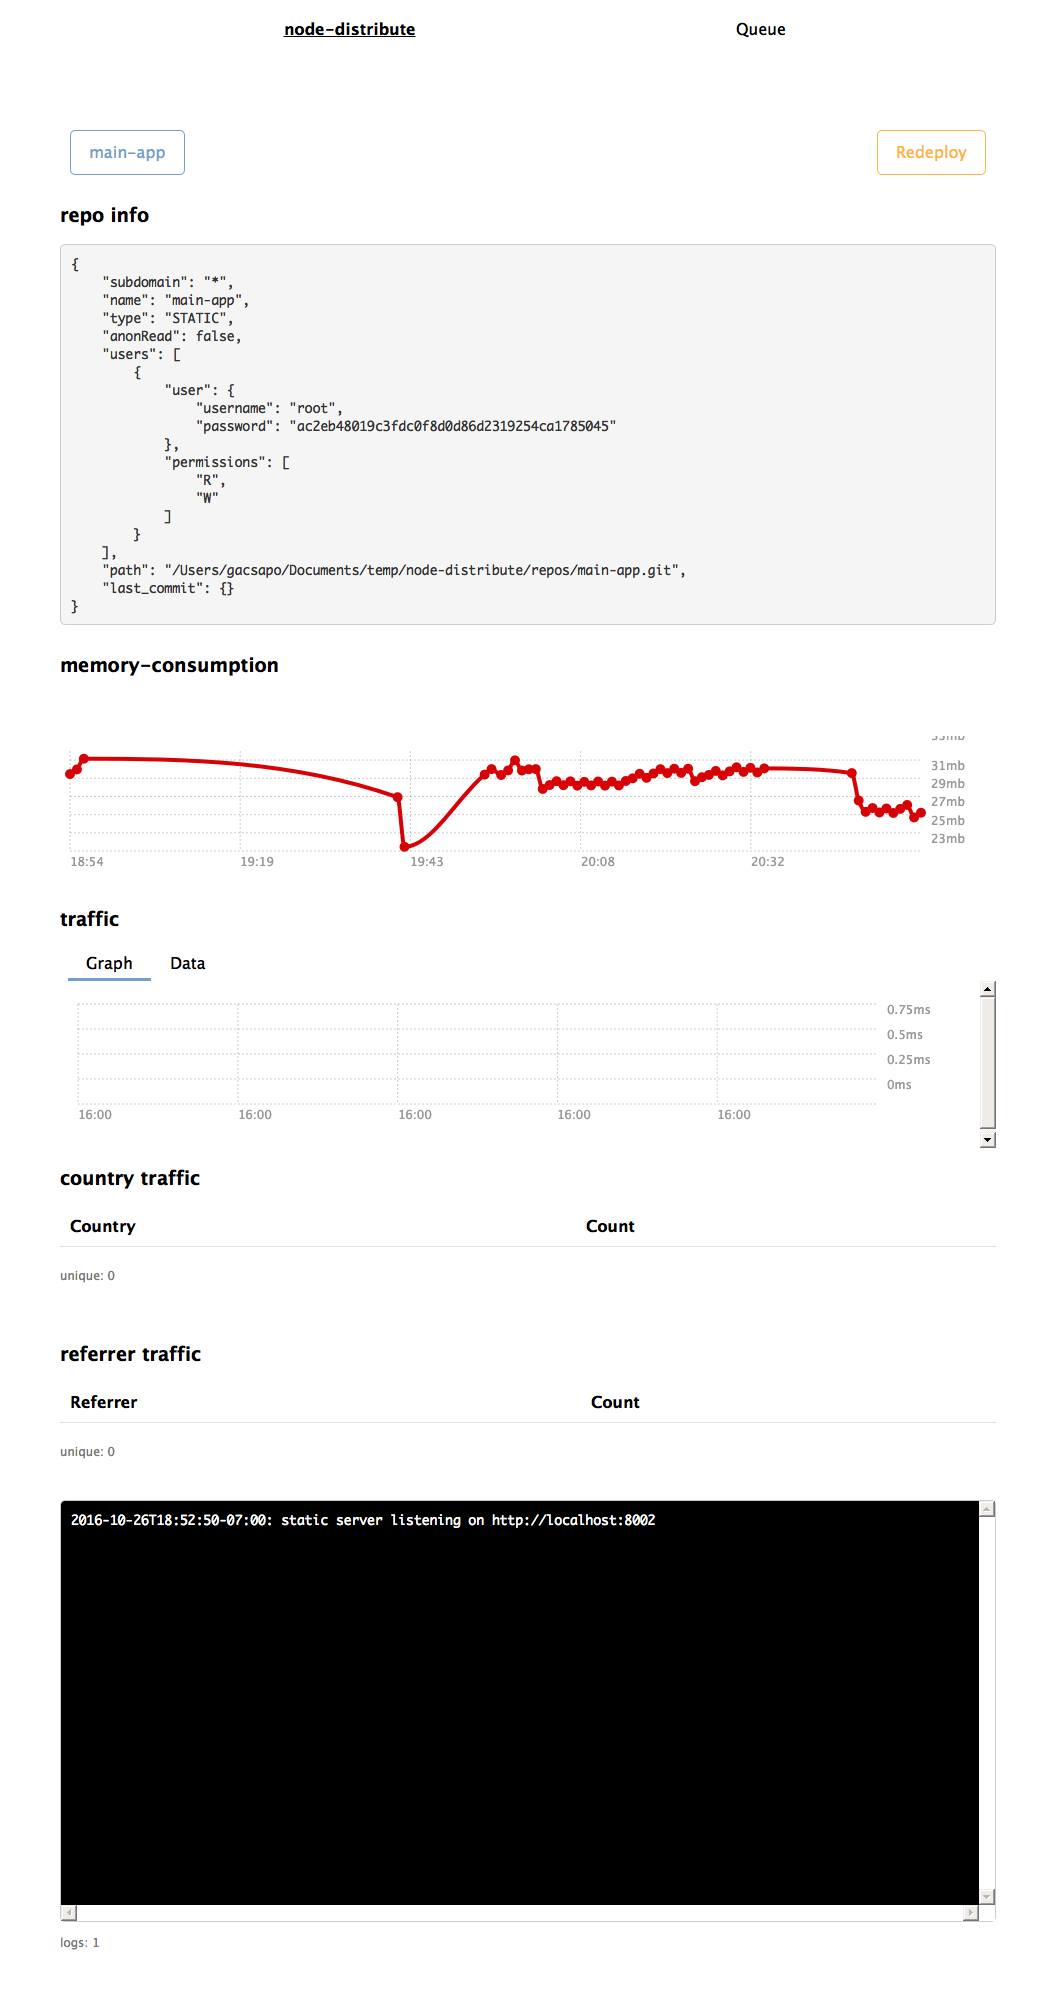 node-distribute
Queue
main-app
Redeploy
repo info
{
    "subdomain": "*",
    "name": "main-app",
    "type": "STATIC",
    "anonRead": false,
    "users": [
        {
            "user": {
                "username": "root",
                "password": "ac2eb48019c3fdc0f8d0d86d2319254ca1785045"
            },
            "permissions": [
                "R",
                "W"
            ]
        }
    ],
    "path": "/Users/gacsapo/Documents/temp/node-distribute/repos/main-app.git",
    "last_commit": {}
}
memory-consumption
33mb
31mb
29mb
27mb
25mb
23mb
18:54 19:19 19:43 20:08 20:32
traffic
Graph Data
0.75ms
0.5ms
0.25ms
0ms
16:00 16:00 16:00 16:00 16:00
country traffic
Country Count
unique: 0
referrer traffic
Referrer Count
unique: 0
2016-10-26T18:52:50-07:00: static server listening on http://localhost:8002
logs: 1